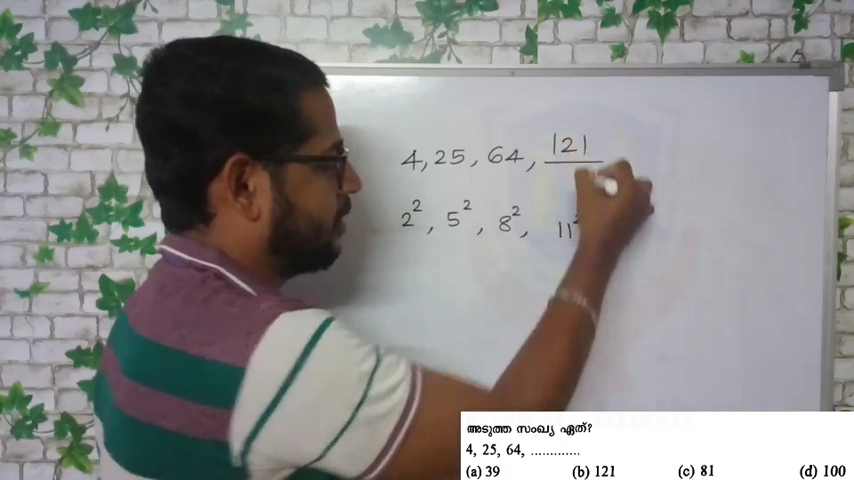 4, 25, 64, 121
2², 5², 8², 11²
അടുത്ത സംഖ്യ ഏത്?
4, 25, 64, .............
(a) 39 (b) 121 (c) 81 (d) 100